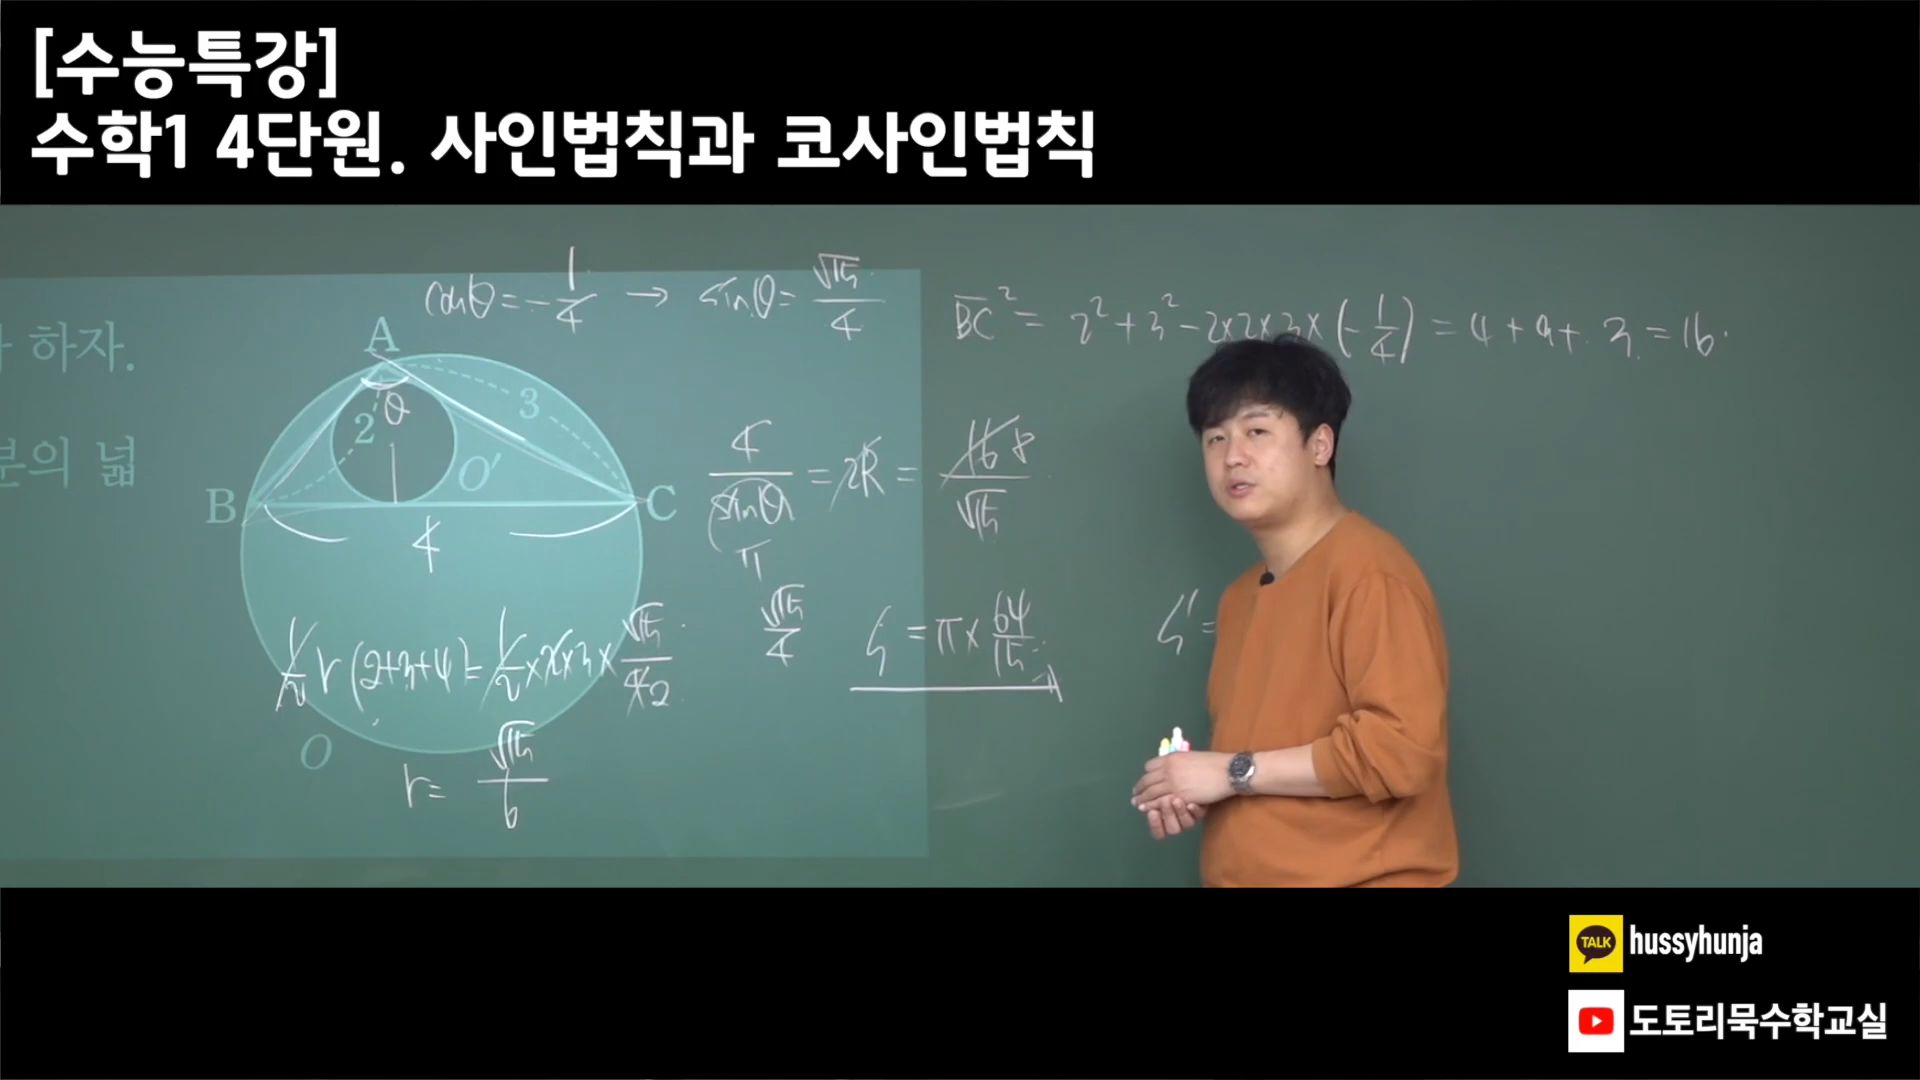 [수능특강]
수학1 4단원. 사인법칙과 코사인법칙
cosθ = -1/4 → sinθ = √15/4
BC² = 2² + 3² - 2×2×3×(-1/4) = 4 + 9 + 3 = 16
하자.
분의 넓
A
2
θ
3
O'
B
C
4
4/sinθ = 2R = 16 8/√15
π
√15/4
S = π× 64/15
S' =
1/2 r (2+3+4) = 1/2 ×2×3× √15/4 2
O
r = √15/6
TALK hussyhunja
도토리묵수학교실